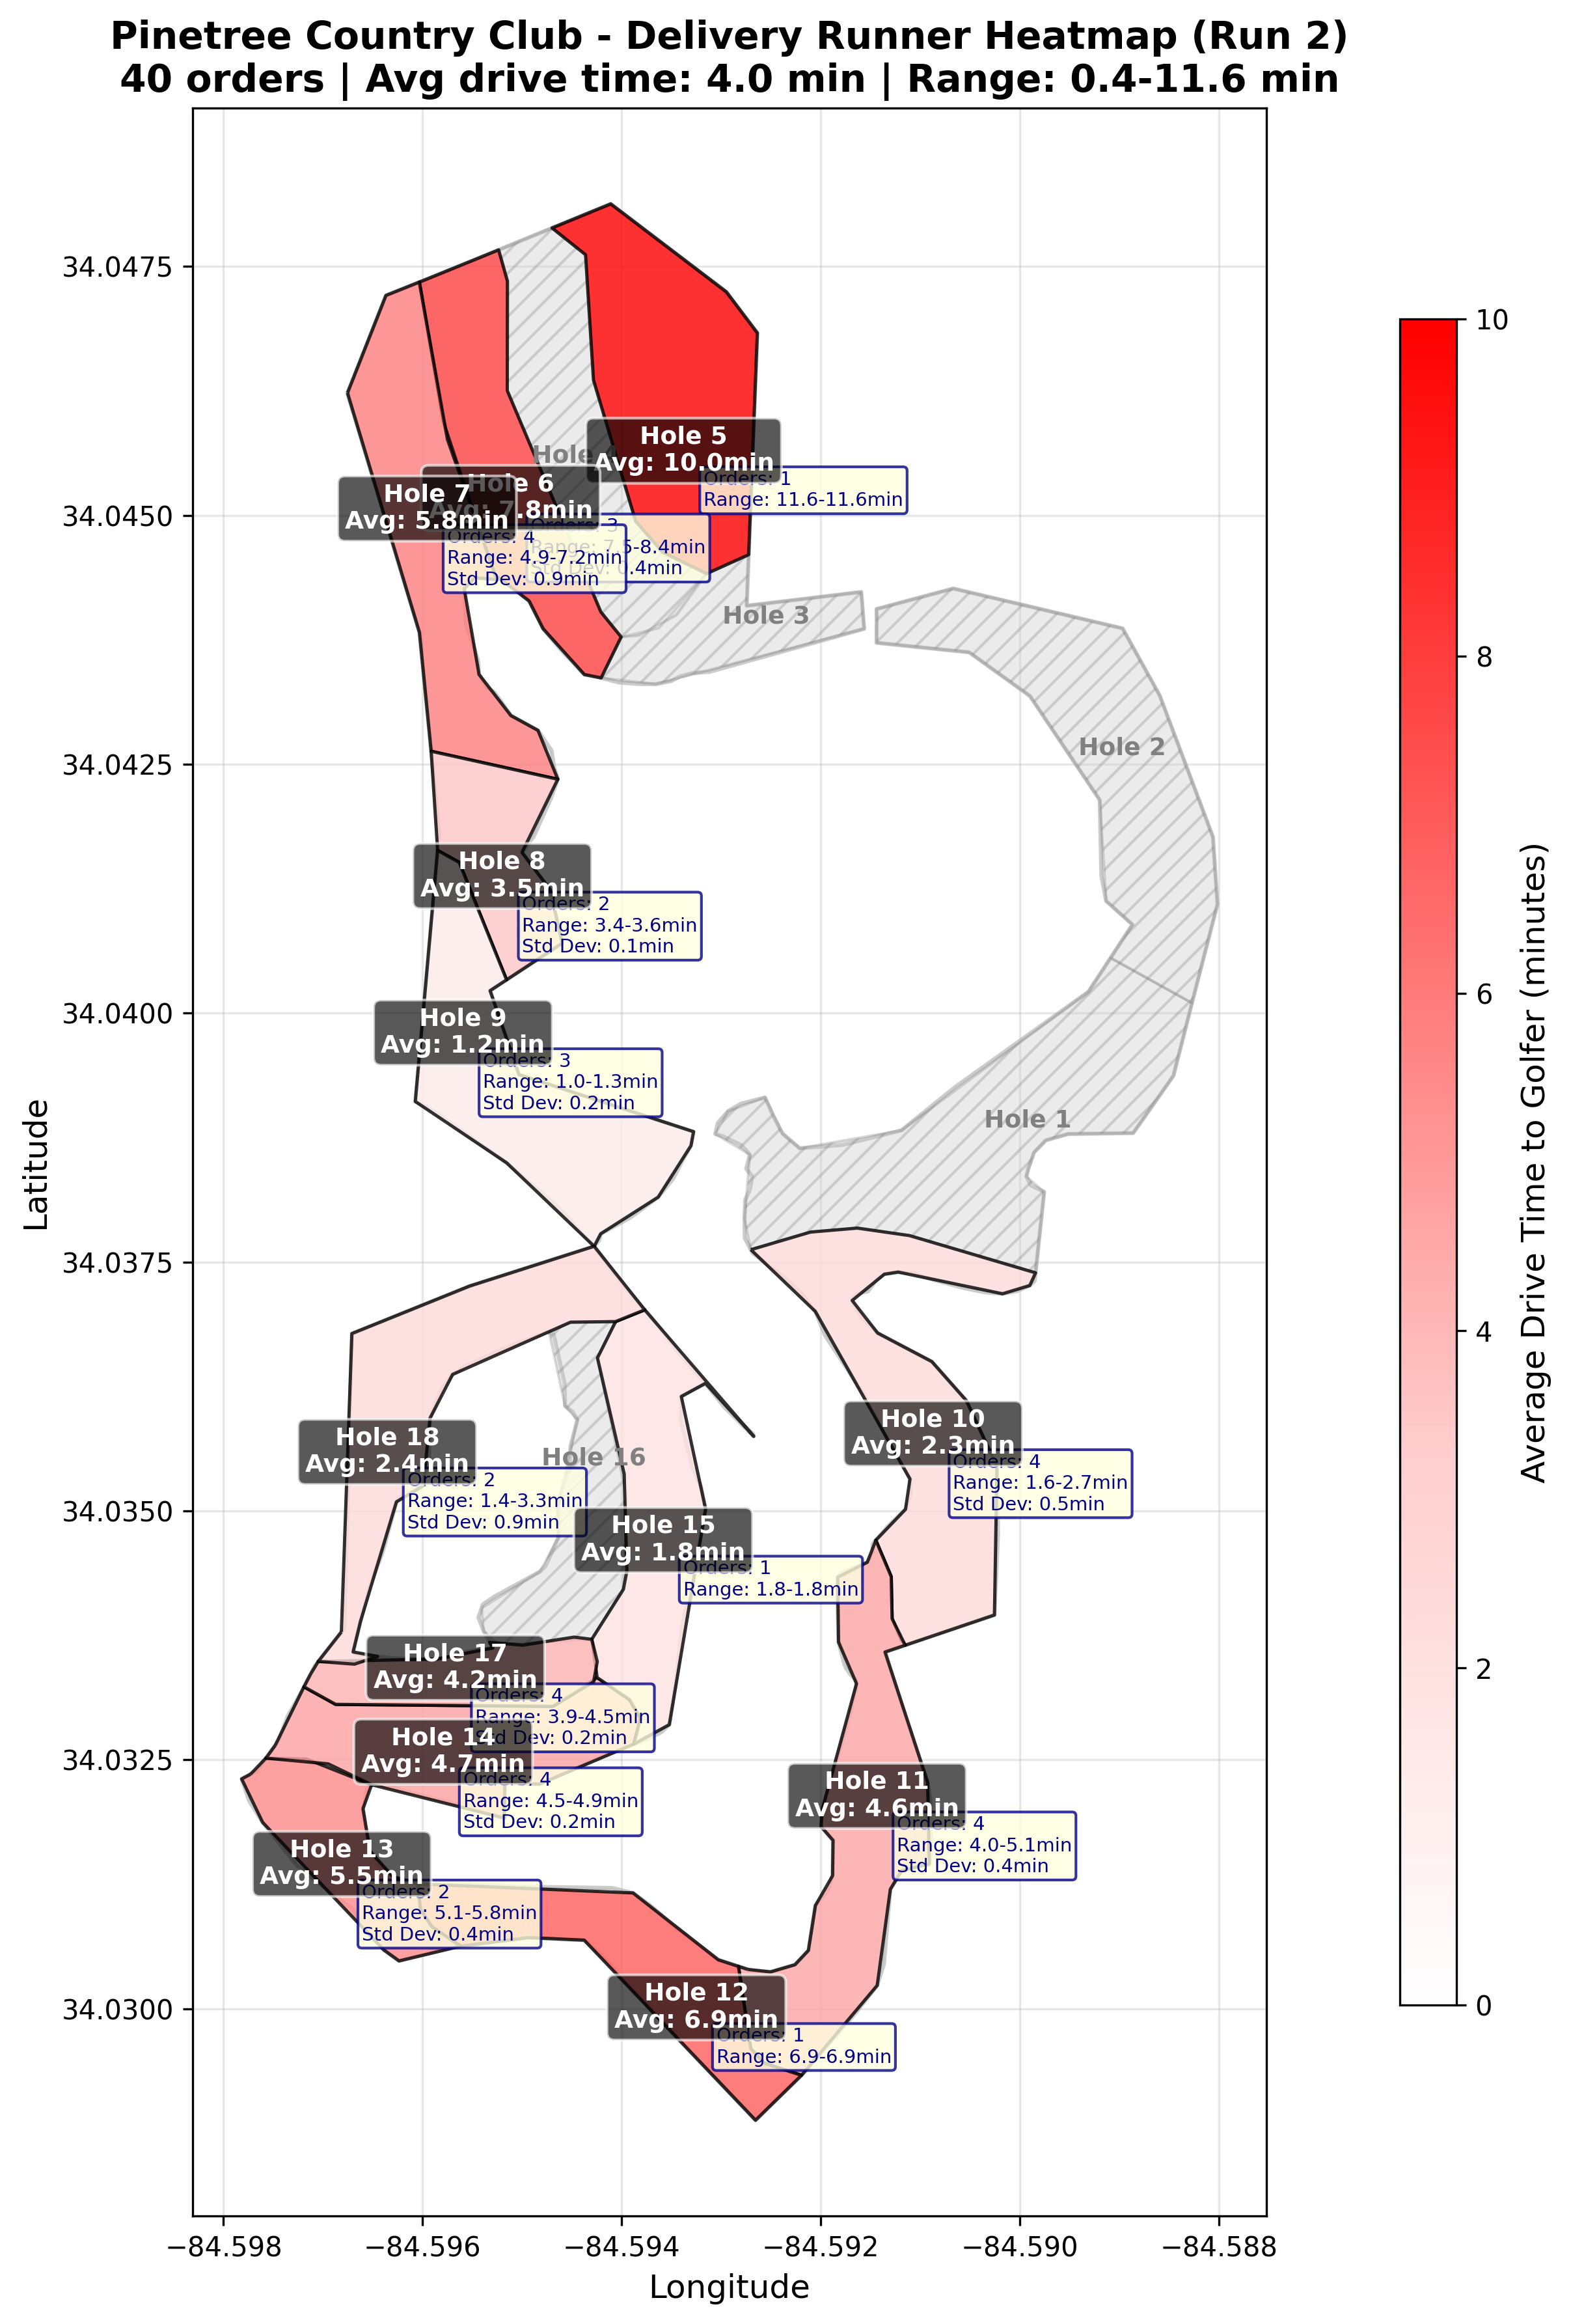 Pinetree Country Club - Delivery Runner Heatmap (Run 2)
40 orders | Avg drive time: 4.0 min | Range: 0.4-11.6 min
34.0475
34.0450
34.0425
34.0400
34.0375
34.0350
34.0325
34.0300
Latitude
−84.598
−84.596
−84.594
−84.592
−84.590
−84.588
Longitude
Hole 5
Avg: 10.0min
Orders: 1
Range: 11.6-11.6min
Hole
Hole 6
Avg: 7.8min
Orders: 3
Range: 7.5-8.4min
Std Dev: 0.4min
Hole 7
Avg: 5.8min
Orders: 4
Range: 4.9-7.2min
Std Dev: 0.9min
Hole 3
Hole 2
Hole 8
Avg: 3.5min
Orders: 2
Range: 3.4-3.6min
Std Dev: 0.1min
Hole 9
Avg: 1.2min
Orders: 3
Range: 1.0-1.3min
Std Dev: 0.2min
Hole 1
Hole 10
Avg: 2.3min
Orders: 4
Range: 1.6-2.7min
Std Dev: 0.5min
Hole 18
Avg: 2.4min
Orders: 2
Range: 1.4-3.3min
Std Dev: 0.9min
Hole 16
Hole 15
Avg: 1.8min
Orders: 1
Range: 1.8-1.8min
Hole 17
Avg: 4.2min
Orders: 4
Range: 3.9-4.5min
Std Dev: 0.2min
Hole 14
Avg: 4.7min
Orders: 4
Range: 4.5-4.9min
Std Dev: 0.2min
Hole 11
Avg: 4.6min
Orders: 4
Range: 4.0-5.1min
Std Dev: 0.4min
Hole 13
Avg: 5.5min
Orders: 2
Range: 5.1-5.8min
Std Dev: 0.4min
Hole 12
Avg: 6.9min
Orders: 1
Range: 6.9-6.9min
10
8
6
4
2
0
Average Drive Time to Golfer (minutes)